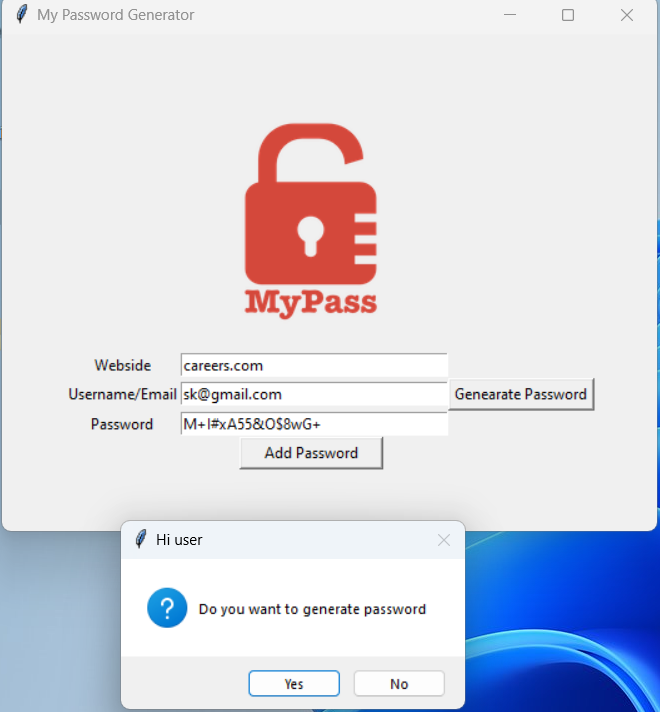 My Password Generator
MyPass
Webside careers.com
Username/Email sk@gmail.com Genearate Password
Password M+I#xA55&O$8wG+
Add Password
Hi user
? Do you want to generate password
Yes No